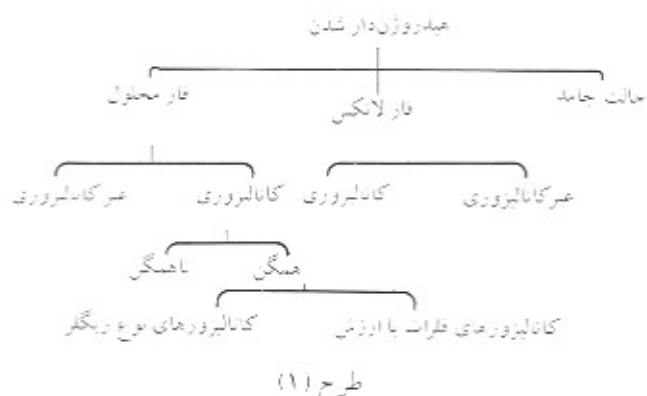 هیدروژن‌دار شدن
حالت جامد فاز لاتکس فاز محلول
غیرکاتالیزوری کاتالیزوری کاتالیزوری غیرکاتالیزوری
همگن ناهمگن
کاتالیزورهای فلزات با ارزش کاتالیزورهای نوع زیگلر
طرح (۱)